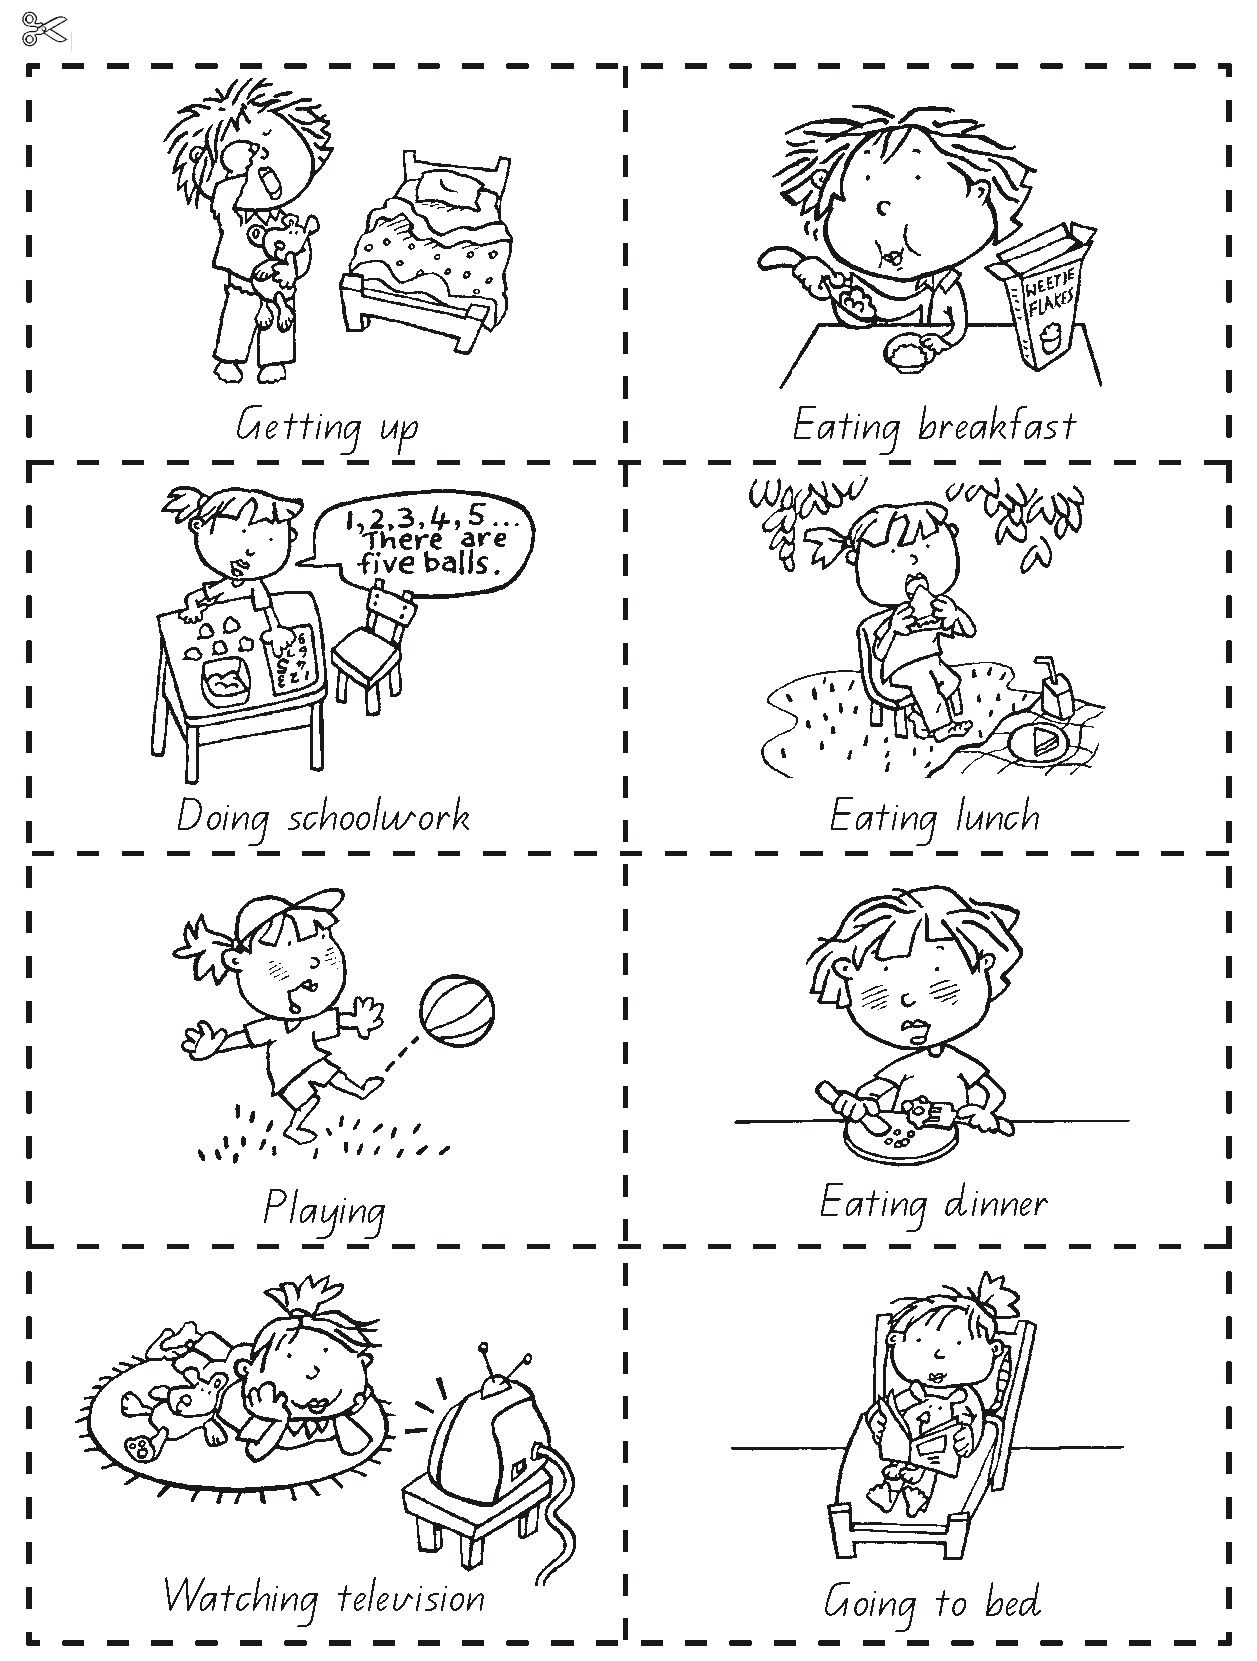 Getting up
WEETIE
FLAKES
Eating breakfast
1, 2, 3, 4, 5...
There are
five balls.
Doing schoolwork
Eating lunch
Playing
Eating dinner
Watching television
Going to bed